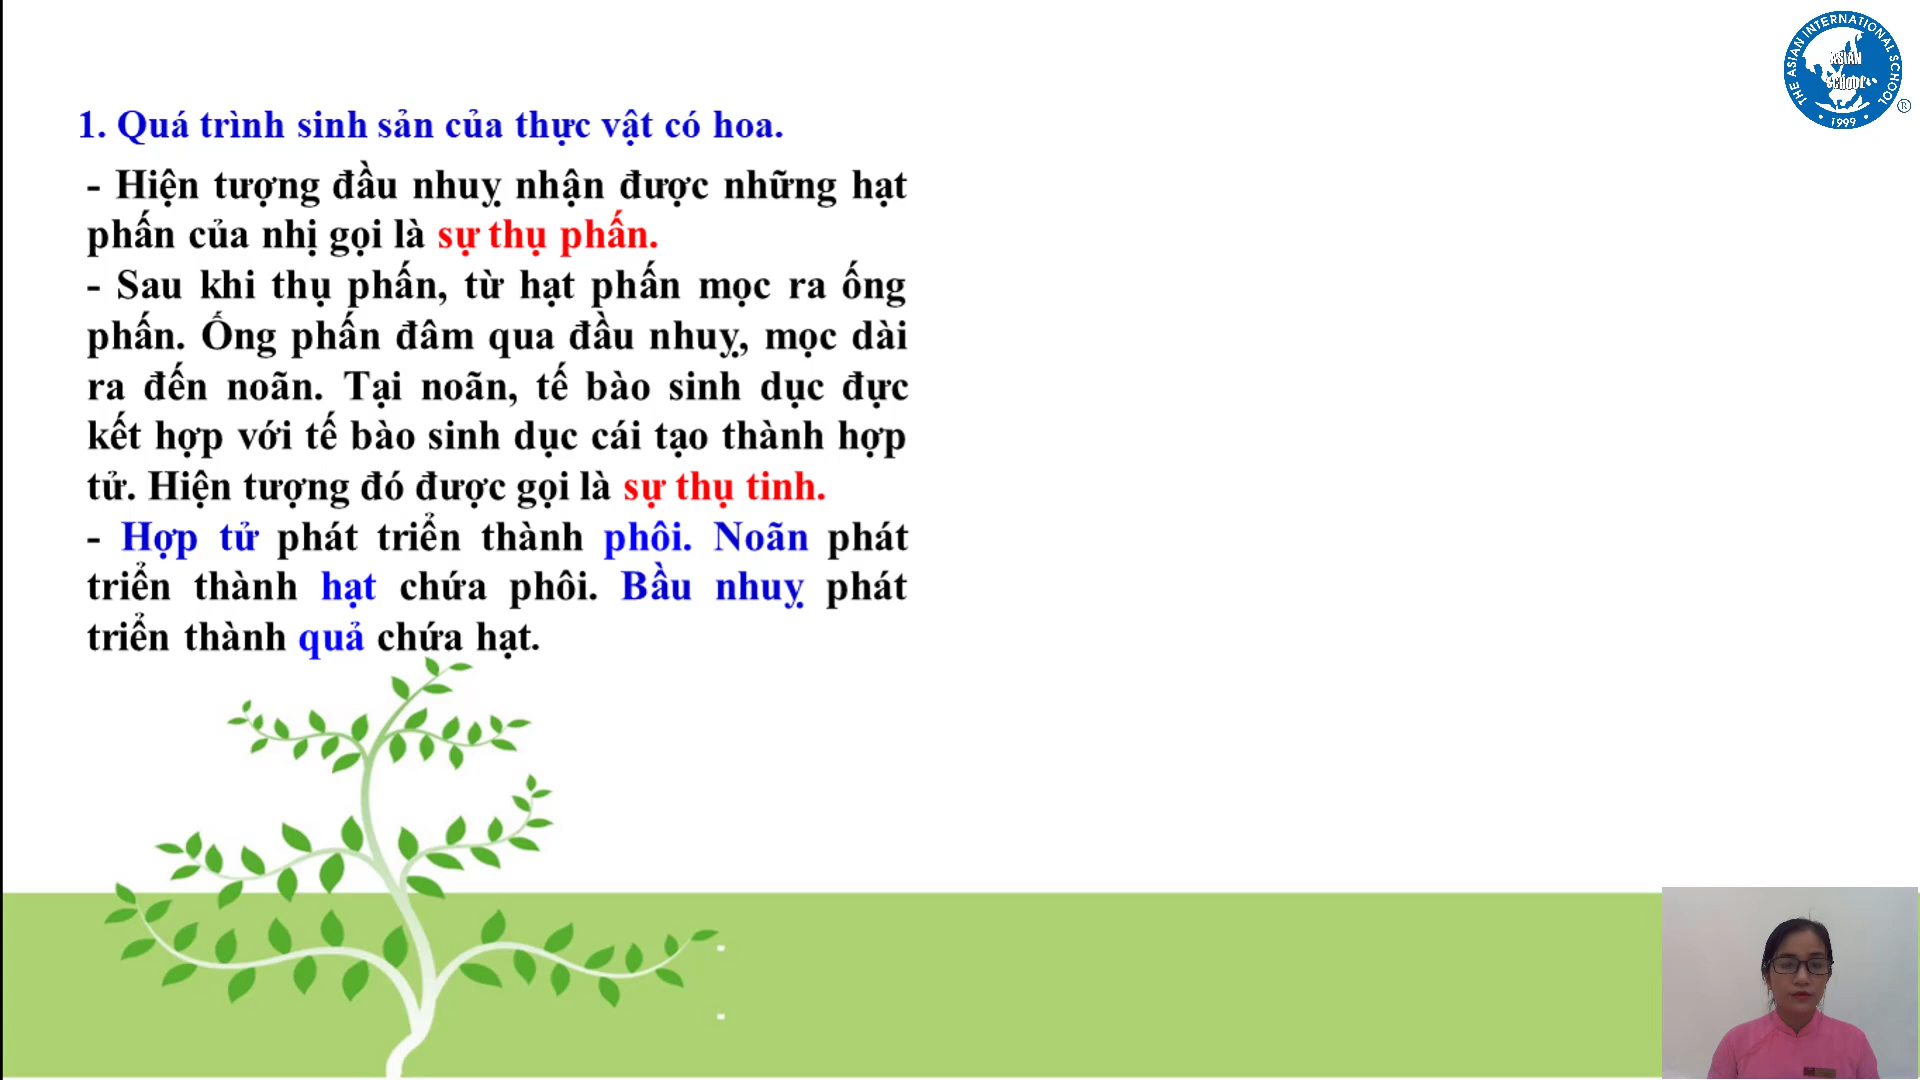 THE ASIAN INTERNATIONAL SCHOOL
ASIAN
SCHOOL
®
• 1999 •
1. Quá trình sinh sản của thực vật có hoa.
- Hiện tượng đầu nhuỵ nhận được những hạt
phấn của nhị gọi là sự thụ phấn.
- Sau khi thụ phấn, từ hạt phấn mọc ra ống
phấn. Ống phấn đâm qua đầu nhuỵ, mọc dài
ra đến noãn. Tại noãn, tế bào sinh dục đực
kết hợp với tế bào sinh dục cái tạo thành hợp
tử. Hiện tượng đó được gọi là sự thụ tinh.
- Hợp tử phát triển thành phôi. Noãn phát
triển thành hạt chứa phôi. Bầu nhuỵ phát
triển thành quả chứa hạt.